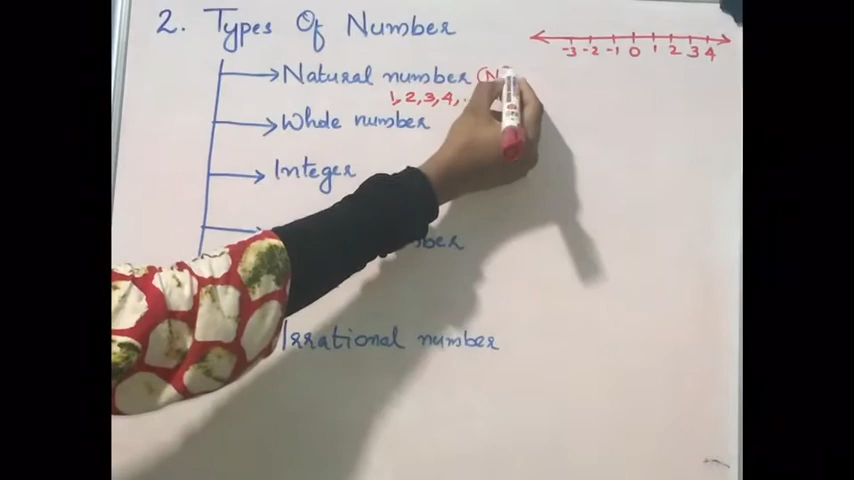 2. Types Of Number
-3 -2 -1 0 1 2 3 4
Natural number (N
1, 2, 3, 4, .
Whole number
Integer
Irrational number